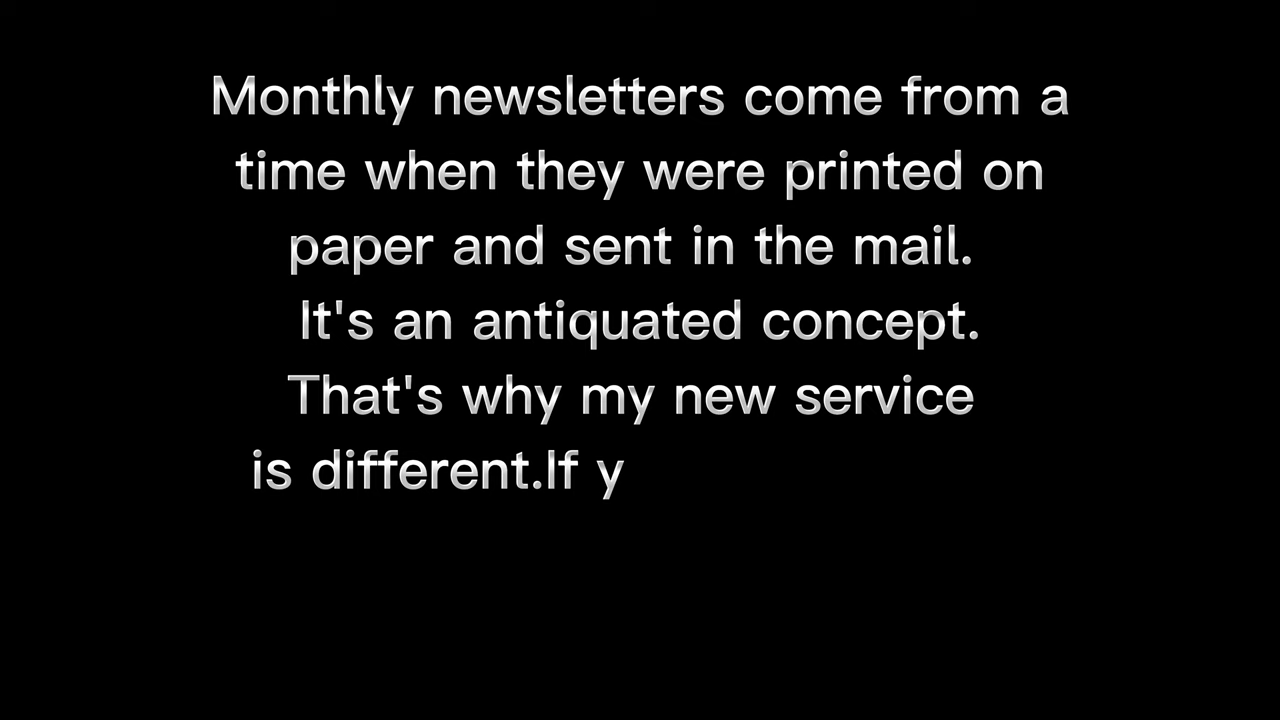 Monthly newsletters come from a
time when they were printed on
paper and sent in the mail.
It's an antiquated concept.
That's why my new service
is different.If y